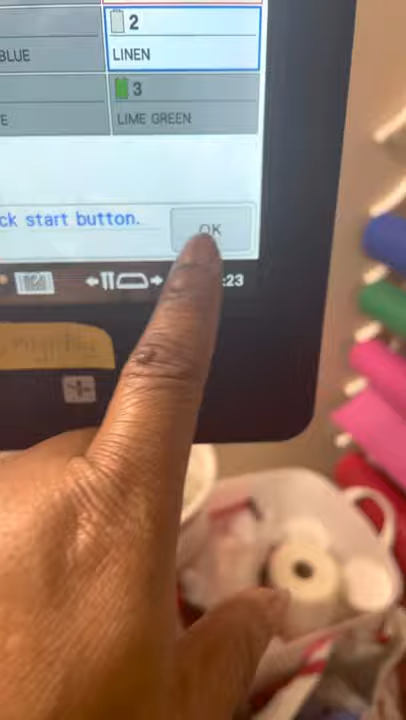 2
BLUE
LINEN
3
E
LIME GREEN
ck start button.
OK
:23